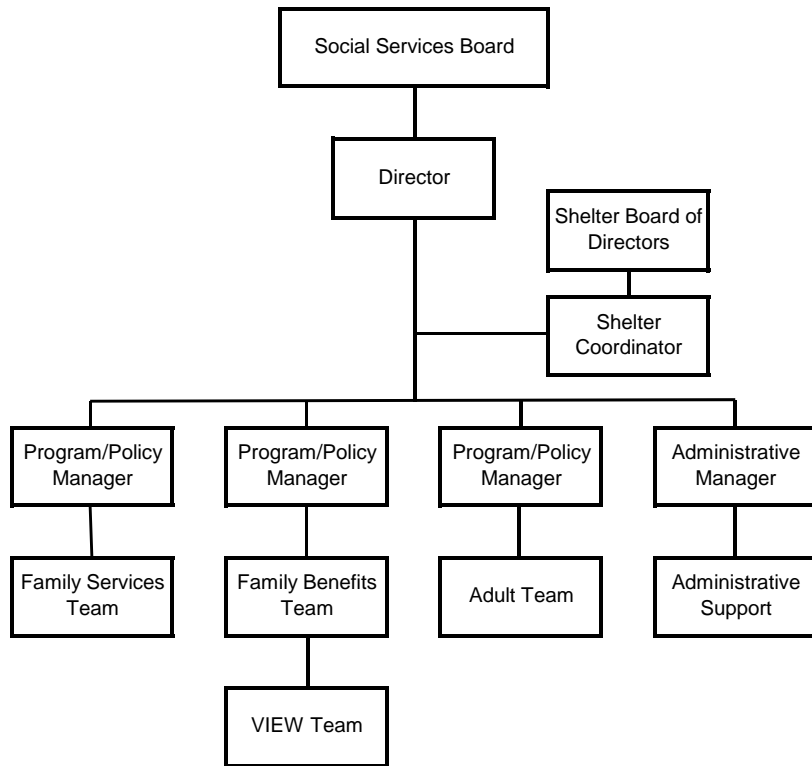 Social Services Board
Director
Shelter Board of
Directors
Shelter
Coordinator
Program/Policy
Manager
Program/Policy
Manager
Program/Policy
Manager
Administrative
Manager
Family Services
Team
Family Benefits
Team
Adult Team
Administrative
Support
VIEW Team